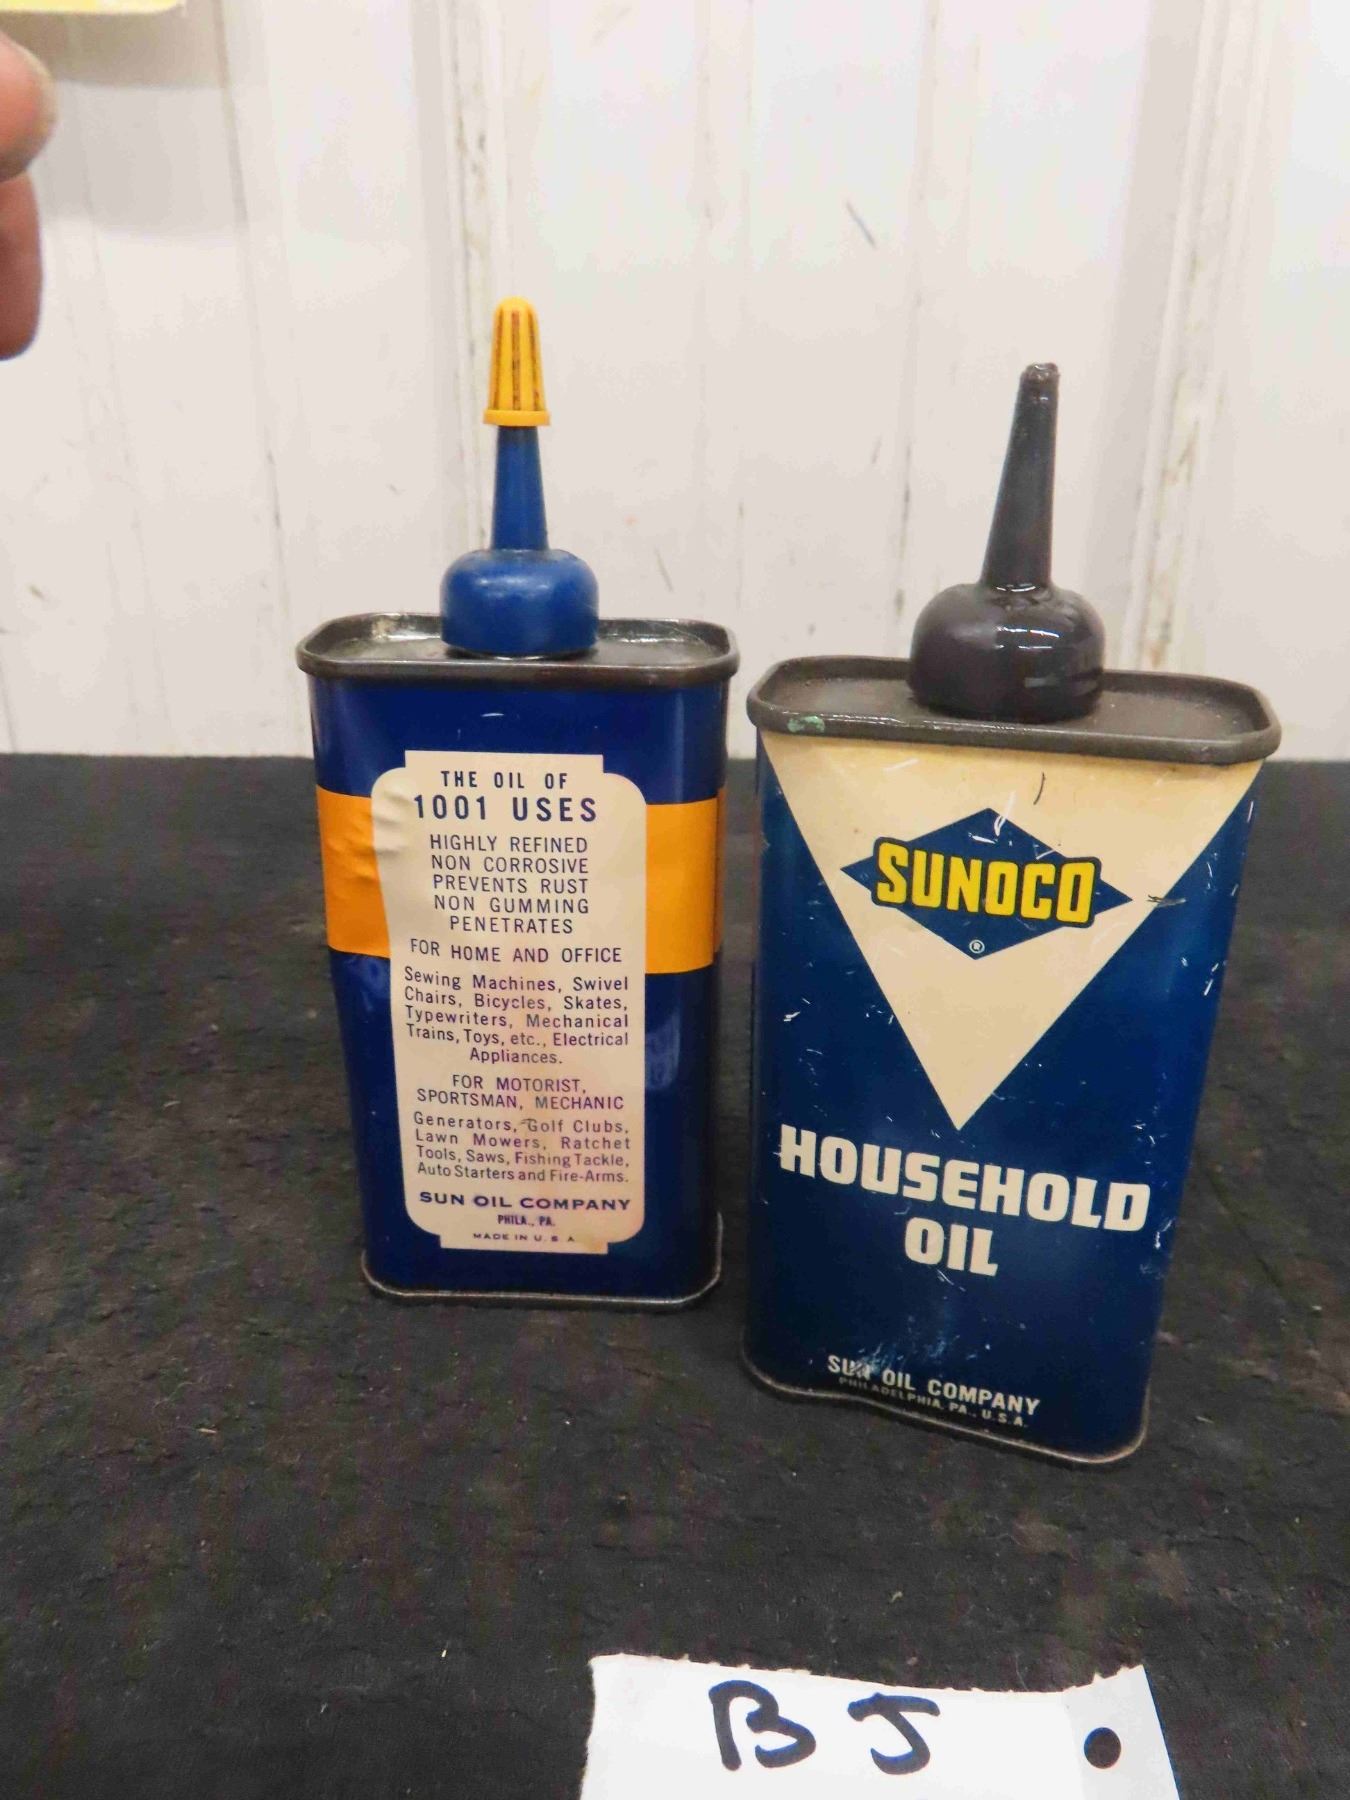 THE OIL OF
1001 USES
HIGHLY REFINED
NON CORROSIVE
PREVENTS RUST
NON GUMMING
PENETRATES
FOR HOME AND OFFICE
Sewing Machines, Swivel
Chairs, Bicycles, Skates,
Typewriters, Mechanical
Trains, Toys, etc., Electrical
Appliances.
FOR MOTORIST,
SPORTSMAN, MECHANIC
Generators, Golf Clubs,
Lawn Mowers, Ratchet
Tools, Saws, Fishing Tackle,
Auto Starters and Fire-Arms.
SUN OIL COMPANY
PHILA., PA.
MADE IN U. S. A.
SUNOCO
®
HOUSEHOLD
OIL
SUN OIL COMPANY
PHILADELPHIA, PA., U.S.A.
BJ